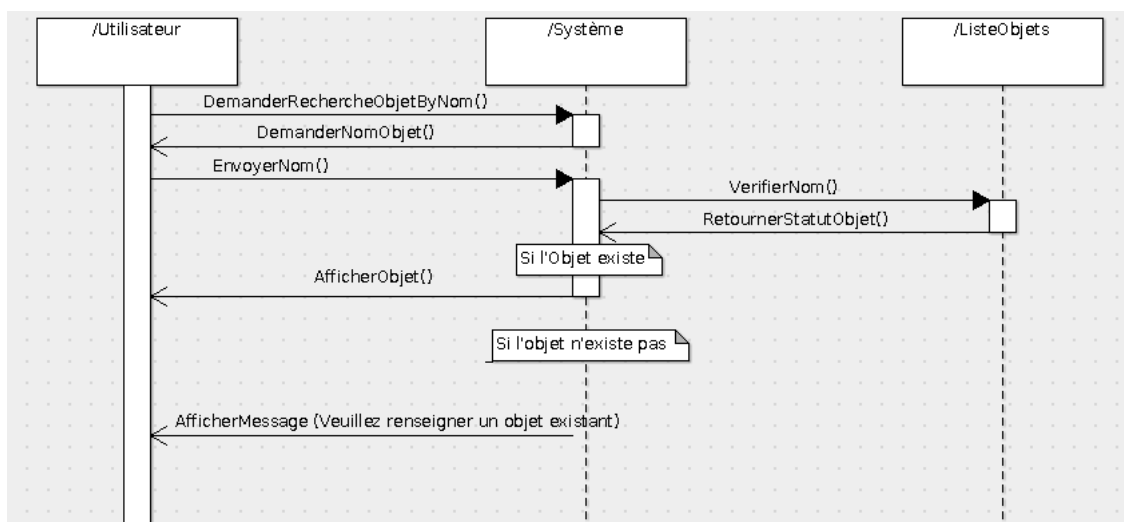 /Utilisateur
/Système
/ListeObjets
DemanderRechercheObjetByNom()
DemanderNomObjet()
EnvoyerNom()
VerifierNom()
RetournerStatutObjet()
Si l'Objet existe
AfficherObjet()
Si l'objet n'existe pas
AfficherMessage (Veuillez renseigner un objet existant)